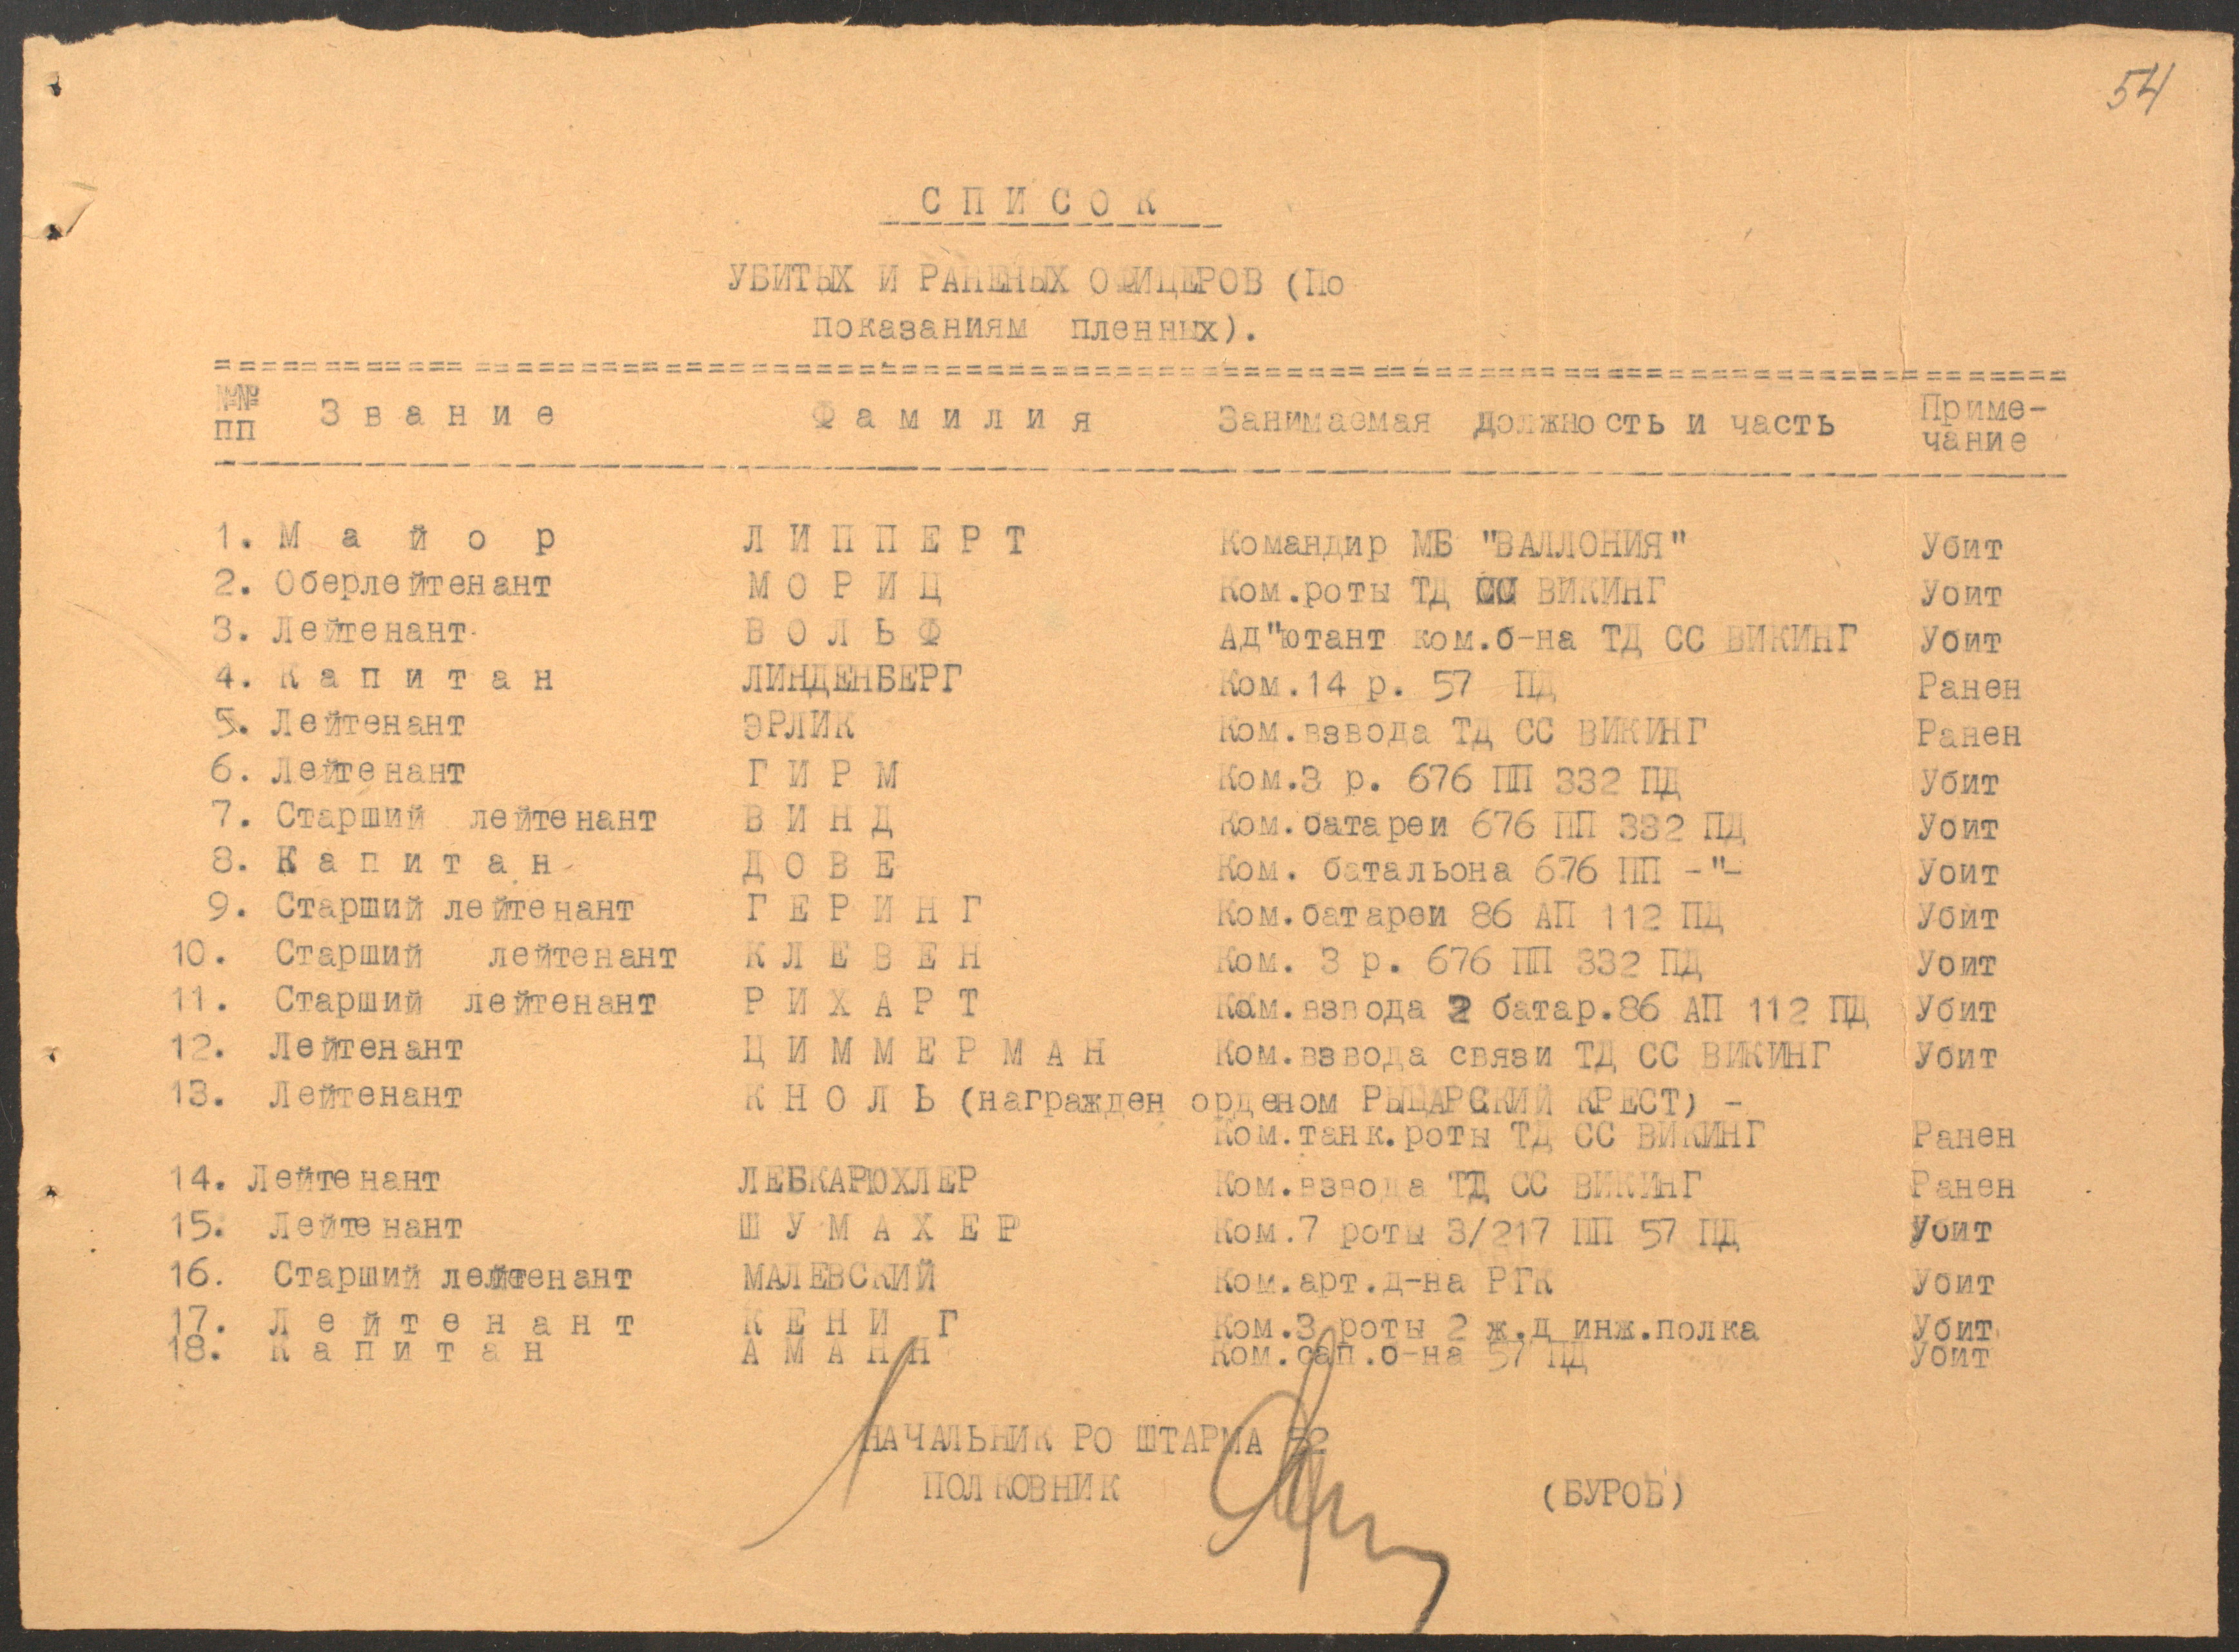 54
СПИСОК
УБИТЫХ И РАНЕНЫХ ОФИЦЕРОВ (По
показаниям пленных).
№№ пп Звание Фамилия Занимаемая должность и часть Приме-
чание
1. Майор ЛИППЕРТ Командир МБ "ВАЛЛОНИЯ" Убит
2. Оберлейтенант МОРИЦ Ком.роты ТД СС ВИКИНГ Убит
3. Лейтенант ВОЛЬФ Ад"ютант ком.б-на ТД СС ВИКИНГ Убит
4. Капитан ЛИНДЕНБЕРГ Ком.14 р. 57 ПД Ранен
5. Лейтенант ЭРЛИК Ком.взвода ТД СС ВИКИНГ Ранен
6. Лейтенант ГИРМ Ком.3 р. 676 ПП 332 ПД Убит
7. Старший лейтенант ВИНД Ком.батареи 676 ПП 332 ПД Убит
8. Капитан ДОВЕ Ком. батальона 676 ПП -"- Убит
9. Старший лейтенант ГЕРИНГ Ком.батареи 86 АП 112 ПД Убит
10. Старший лейтенант КЛЕВЕН Ком. 3 р. 676 ПП 332 ПД Убит
11. Старший лейтенант РИХАРТ Ком.взвода 2 батар.86 АП 112 ПД Убит
12. Лейтенант ЦИММЕРМАН Ком.взвода связи ТД СС ВИКИНГ Убит
13. Лейтенант КНОЛЬ (награжден орденом РЫЦАРСКИЙ КРЕСТ) -
Ком.танк.роты ТД СС ВИКИНГ Ранен
14. Лейтенант ЛЕБКАРЮХЛЕР Ком.взвода ТД СС ВИКИНГ Ранен
15. Лейтенант ШУМАХЕР Ком.7 роты 3/217 ПП 57 ПД Убит
16. Старший лейтенант МАЛЕВСКИЙ Ком.арт.д-на РГК Убит
17. Лейтенант КЕНИГ Ком.3 роты 2 ж.д инж.полка Убит
18. Капитан АМАНН Ком.сап.б-на 57 ПД Убит
НАЧАЛЬНИК РО ШТАРМА 52
ПОЛКОВНИК (БУРОВ)